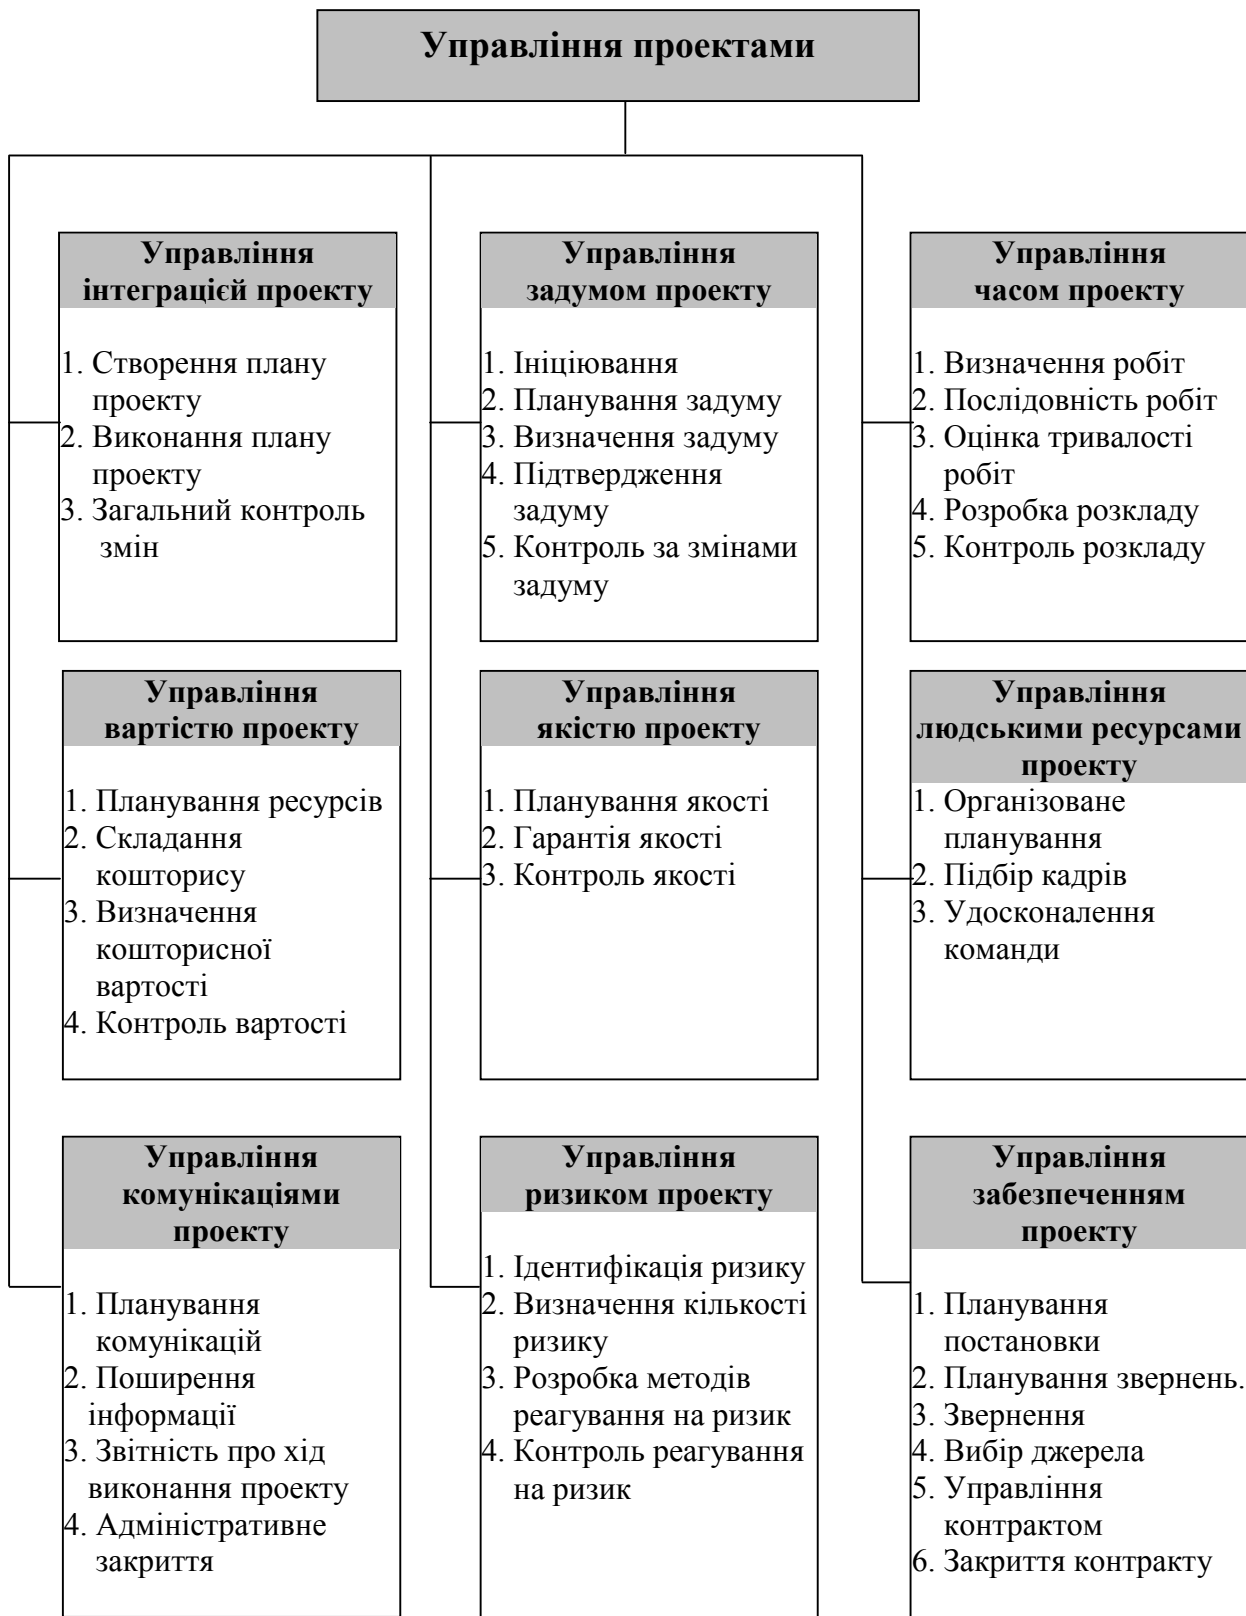 Управління проектами
Управління
інтеграцієй проекту
1. Створення плану
проекту
2. Виконання плану
проекту
3. Загальний контроль
змін
Управління
задумом проекту
1. Ініціювання
2. Планування задуму
3. Визначення задуму
4. Підтвердження
задуму
5. Контроль за змінами
задуму
Управління
часом проекту
1. Визначення робіт
2. Послідовність робіт
3. Оцінка тривалості
робіт
4. Розробка розкладу
5. Контроль розкладу
Управління
вартістю проекту
1. Планування ресурсів
2. Складання
кошторису
3. Визначення
кошторисної
вартості
4. Контроль вартості
Управління
якістю проекту
1. Планування якості
2. Гарантія якості
3. Контроль якості
Управління
людськими ресурсами
проекту
1. Організоване
планування
2. Підбір кадрів
3. Удосконалення
команди
Управління
комунікаціями
проекту
1. Планування
комунікацій
2. Поширення
інформації
3. Звітність про хід
виконання проекту
4. Адміністративне
закриття
Управління
ризиком проекту
1. Ідентифікація ризику
2. Визначення кількості
ризику
3. Розробка методів
реагування на ризик
4. Контроль реагування
на ризик
Управління
забезпеченням
проекту
1. Планування
постановки
2. Планування звернень.
3. Звернення
4. Вибір джерела
5. Управління
контрактом
6. Закриття контракту